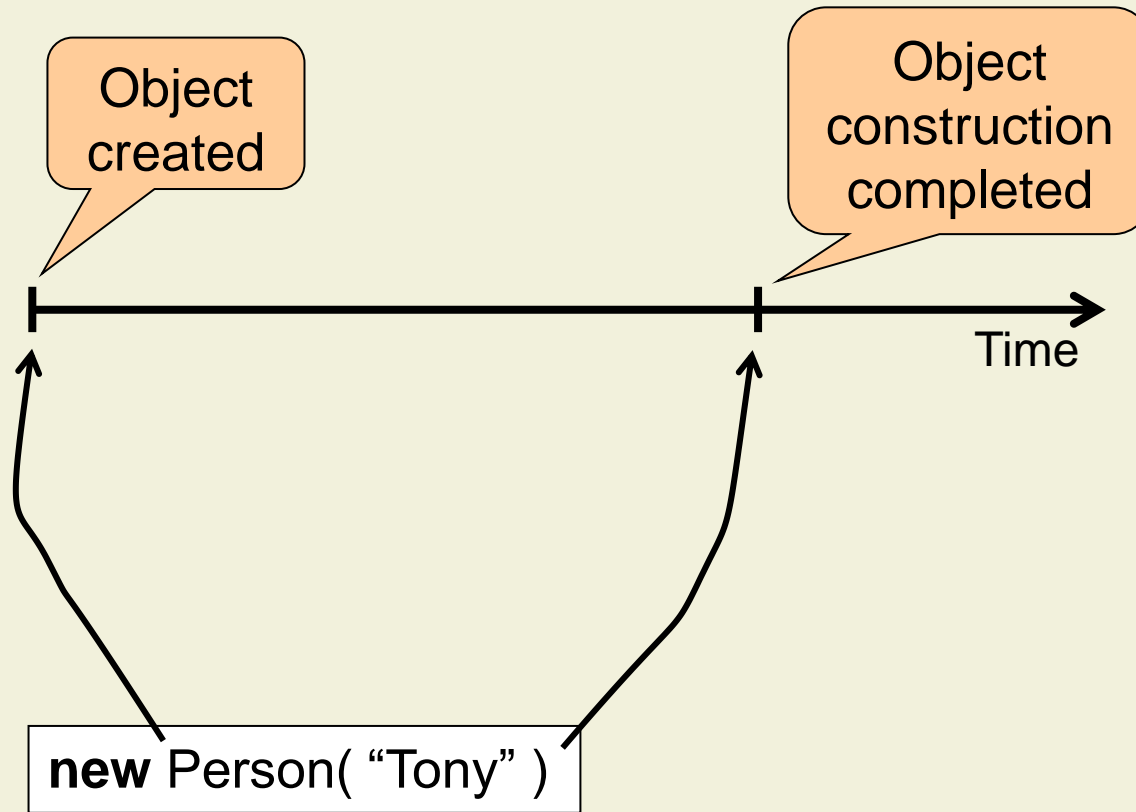 Object
created
Object
construction
completed
Time
new Person( “Tony” )